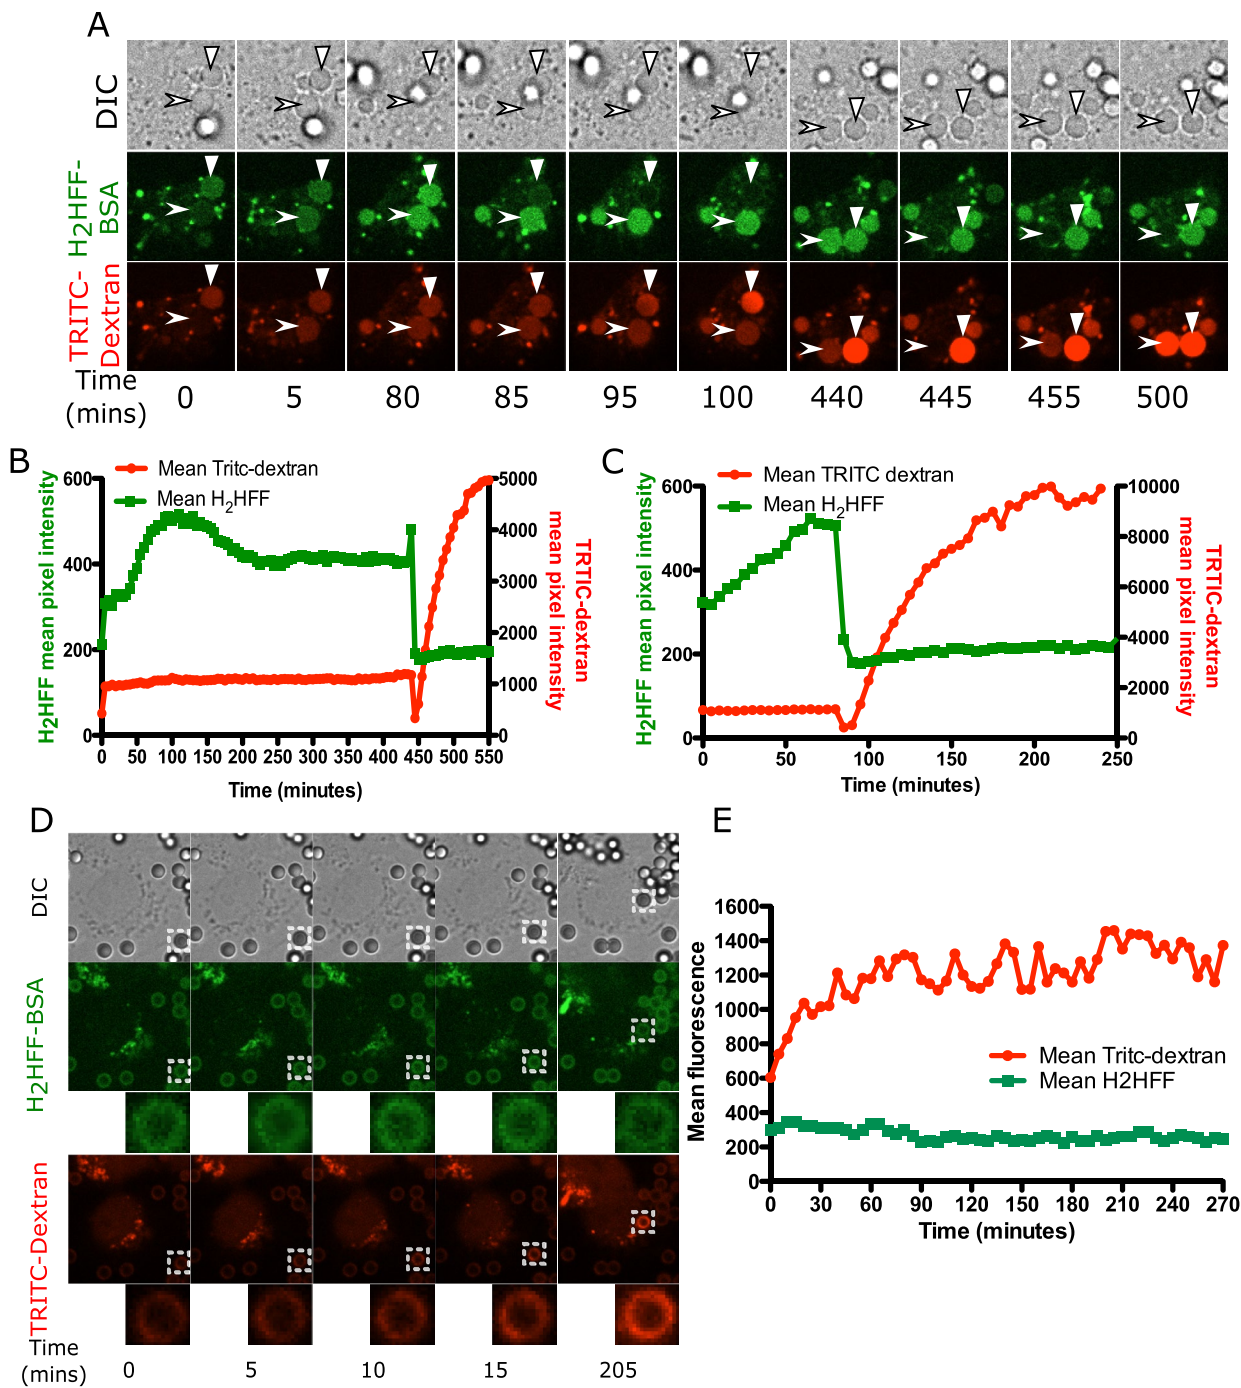 A
DIC
H2HFF-
BSA
TRITC-
Dextran
Time
(mins)
0 5 80 85 95 100 440 445 455 500
B
Mean Tritc-dextran
Mean H2HFF
H2HFF mean pixel intensity
600
400
200
0
5000
4000
3000
2000
1000
0
TRTIC-dextran
mean pixel intensity
0 50 100 150 200 250 300 350 400 450 500 550
Time (minutes)
C
Mean TRITC dextran
Mean H2HFF
H2HFF mean pixel intensity
600
400
200
0
10000
8000
6000
4000
2000
0
TRTIC-dextran
mean pixel intensity
0 50 100 150 200 250
Time (minutes)
D
DIC
H2HFF-BSA
TRITC-Dextran
Time
(mins)
0 5 10 15 205
E
Mean fluorescence
1600
1400
1200
1000
800
600
400
200
0
Mean Tritc-dextran
Mean H2HFF
0 30 60 90 120 150 180 210 240 270
Time (minutes)